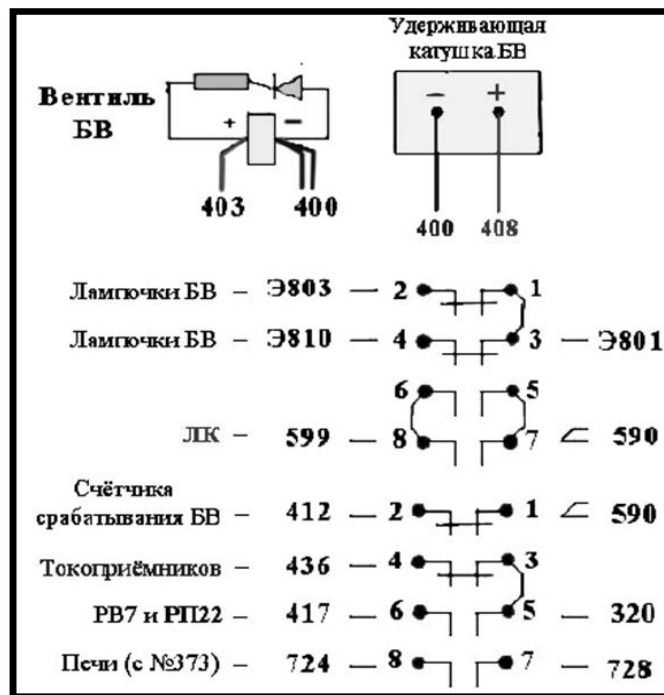 Удерживающая
катушка БВ
Вентиль
БВ
+ −
− +
403 400
400 408
Лампочки БВ – Э803 — 2 1
Лампочки БВ – Э810 — 4 3 — Э801
6 5
ЛК – 599 — 8 7 590
Счётчика
срабатывания БВ – 412 — 2 1 590
Токоприёмников – 436 — 4 3
РВ7 и РП22 – 417 — 6 5 — 320
Печи (с №373) – 724 — 8 7 — 728